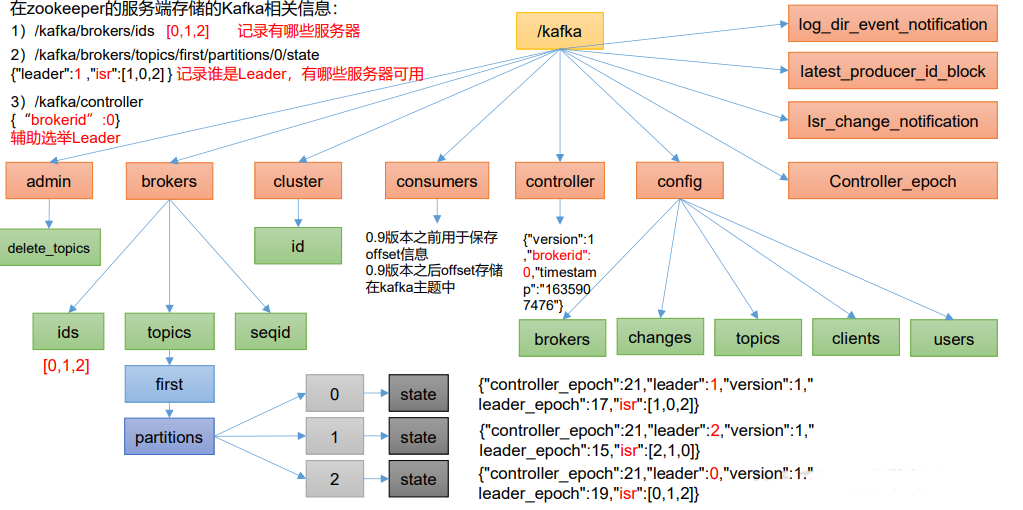 在zookeeper的服务端存储的Kafka相关信息：
1）/kafka/brokers/ids [0,1,2] 记录有哪些服务器
2）/kafka/brokers/topics/first/partitions/0/state
{"leader":1 ,"isr":[1,0,2] } 记录谁是Leader，有哪些服务器可用
3）/kafka/controller
{“brokerid”:0}
辅助选举Leader
/kafka
log_dir_event_notification
latest_producer_id_block
Isr_change_notification
admin
brokers
cluster
consumers
controller
config
Controller_epoch
delete_topics
id
0.9版本之前用于保存
offset信息
0.9版本之后offset存储
在kafka主题中
{"version":1
,"brokerid":
0,"timestam
p":"163590
7476"}
ids
topics
seqid
brokers
changes
topics
clients
users
[0,1,2]
first
partitions
0
state
1
state
2
state
{"controller_epoch":21,"leader":1,"version":1,"
leader_epoch":17,"isr":[1,0,2]}
{"controller_epoch":21,"leader":2,"version":1,"
leader_epoch":15,"isr":[2,1,0]}
{"controller_epoch":21,"leader":0,"version":1."
leader_epoch":19,"isr":[0,1,2]}